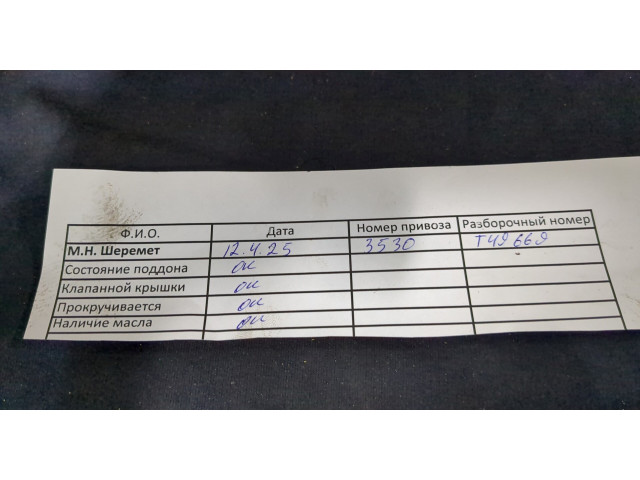 Ф.И.О. Дата Номер привоза Разборочный номер
М.Н. Шеремет 12.4.25 3530 Т49669
Состояние поддона ок -
Клапанной крышки ок
Прокручивается ок
Наличие масла ок